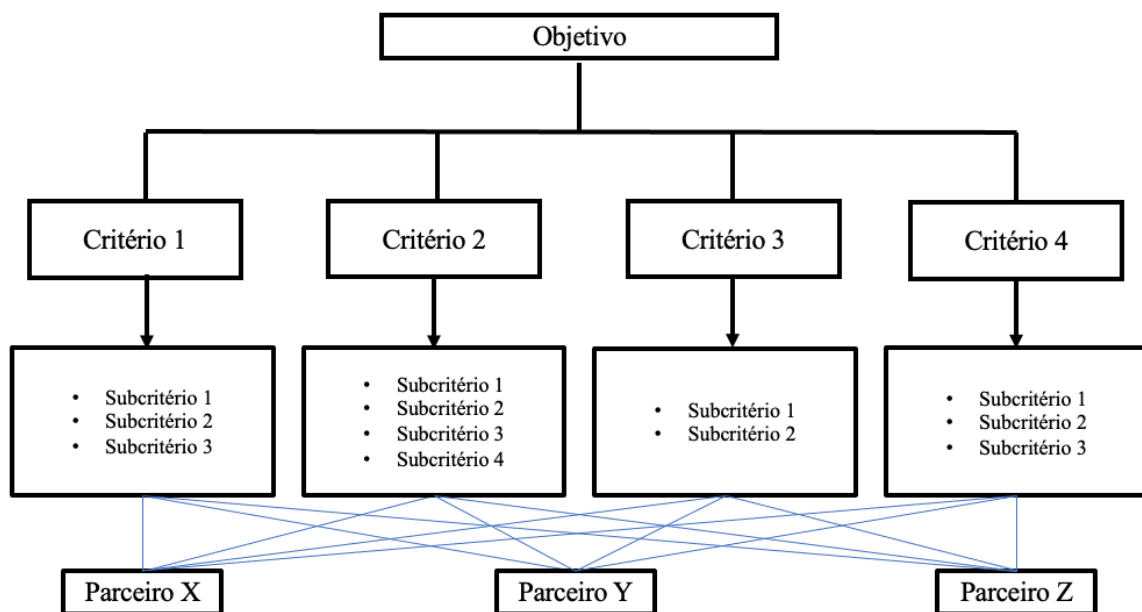 Objetivo
Critério 1
Critério 2
Critério 3
Critério 4
• Subcritério 1
• Subcritério 2
• Subcritério 3
• Subcritério 1
• Subcritério 2
• Subcritério 3
• Subcritério 4
• Subcritério 1
• Subcritério 2
• Subcritério 1
• Subcritério 2
• Subcritério 3
Parceiro X
Parceiro Y
Parceiro Z